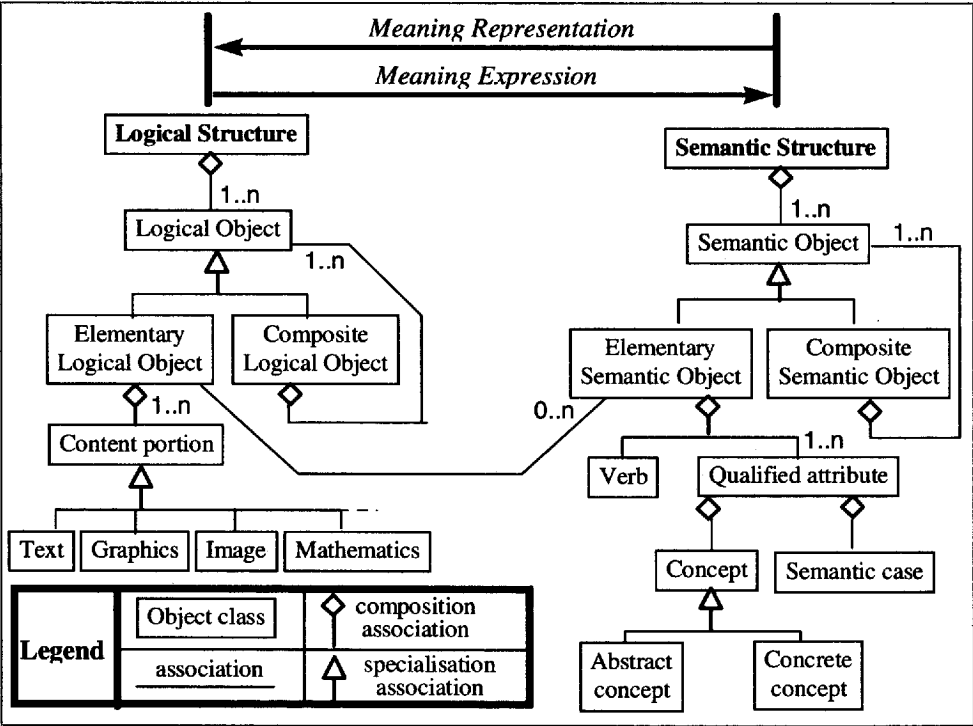 Meaning Representation
Meaning Expression
Logical Structure
1..n
Logical Object
1..n
Elementary
Logical Object
Composite
Logical Object
1..n
Content portion
Text
Graphics
Image
Mathematics
Semantic Structure
1..n
Semantic Object
1..n
Elementary
Semantic Object
Composite
Semantic Object
0..n
1..n
Verb
Qualified attribute
Concept
Semantic case
Abstract
concept
Concrete
concept
Legend
Object class
composition
association
association
specialisation
association